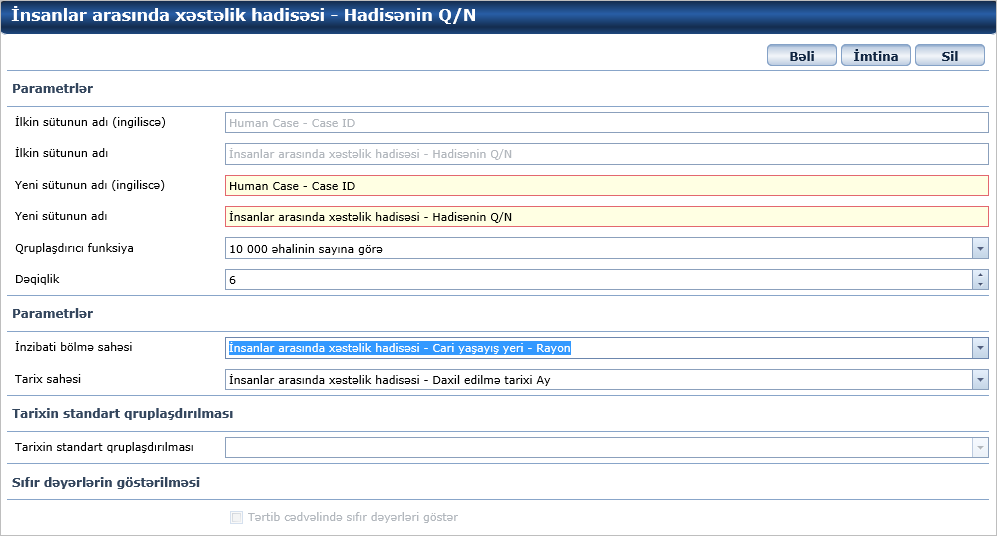 İnsanlar arasında xəstəlik hadisəsi - Hadisənin Q/N
Bəli İmtina Sil
Parametrlər
İlkin sütunun adı (ingiliscə) Human Case - Case ID
İlkin sütunun adı İnsanlar arasında xəstəlik hadisəsi - Hadisənin Q/N
Yeni sütunun adı (ingiliscə) Human Case - Case ID
Yeni sütunun adı İnsanlar arasında xəstəlik hadisəsi - Hadisənin Q/N
Qruplaşdırıcı funksiya 10 000 əhalinin sayına görə
Dəqiqlik 6
Parametrlər
İnzibati bölmə sahəsi İnsanlar arasında xəstəlik hadisəsi - Cari yaşayış yeri - Rayon
Tarix sahəsi İnsanlar arasında xəstəlik hadisəsi - Daxil edilmə tarixi Ay
Tarixin standart qruplaşdırılması
Tarixin standart qruplaşdırılması
Sıfır dəyərlərin göstərilməsi
Tərtib cədvəlində sıfır dəyərləri göstər